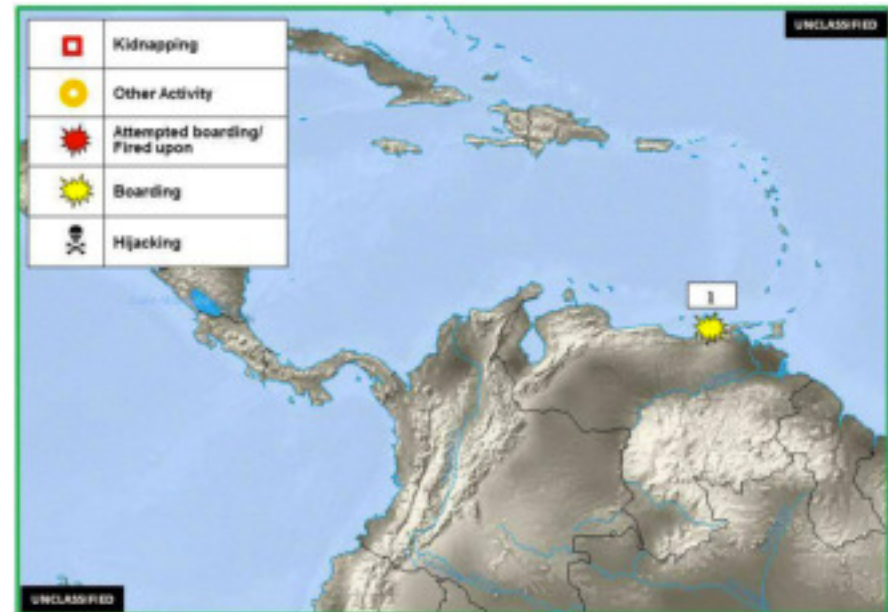 UNCLASSIFIED
Kidnapping
Other Activity
Attempted boarding/
Fired upon
Boarding
Hijacking
1
UNCLASSIFIED